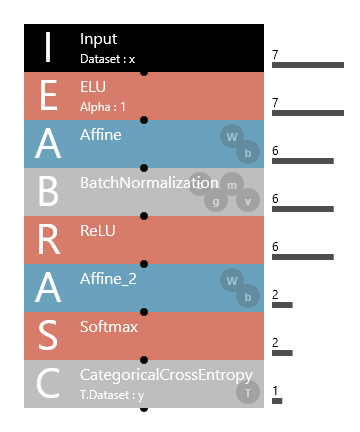 I Input 7
Dataset : x
E ELU 7
Alpha : 1
A Affine W b 6
B BatchNormalization m g v 6
R ReLU 6
A Affine_2 W b 2
S Softmax 2
C CategoricalCrossEntropy T 1
T.Dataset : y